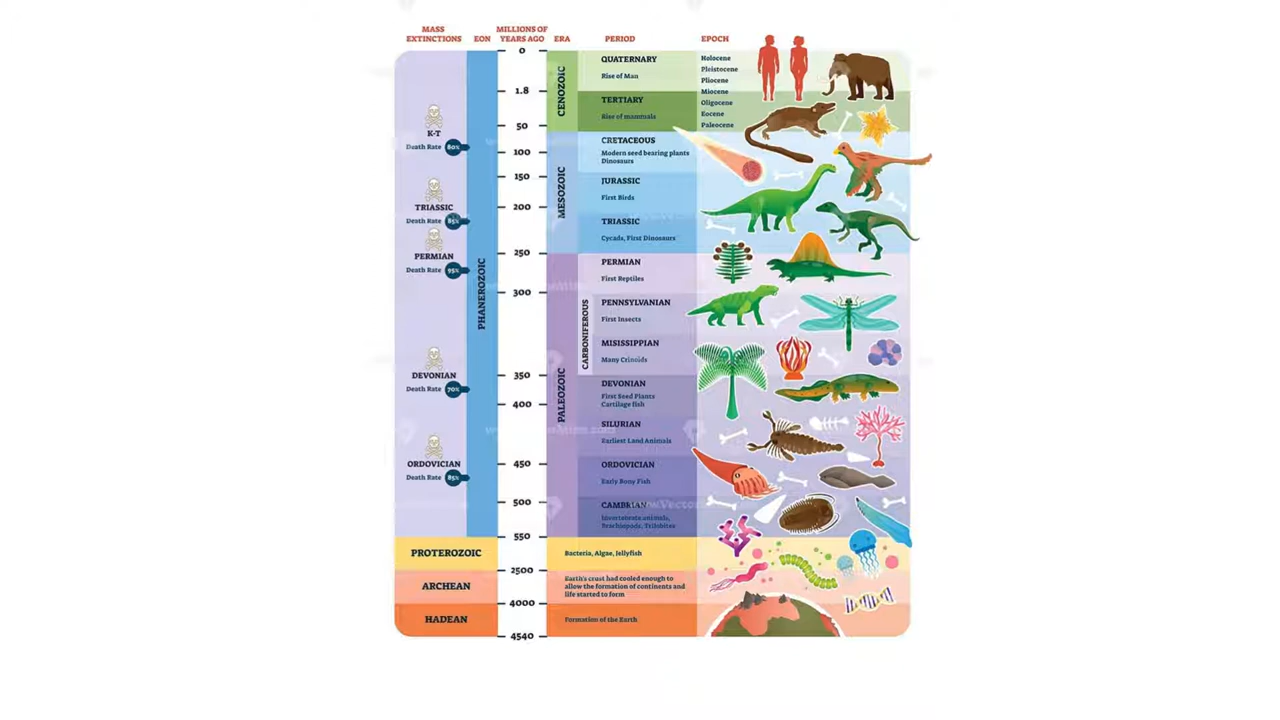 MASS
EXTINCTIONS
EON
MILLIONS OF
YEARS AGO
ERA
PERIOD
EPOCH
0
1.8
50
100
150
200
250
300
350
400
450
500
550
2500
4000
4540
K-T
Death Rate 80%
TRIASSIC
Death Rate 85%
PERMIAN
Death Rate 95%
DEVONIAN
Death Rate 70%
ORDOVICIAN
Death Rate 85%
PHANEROZOIC
CENOZOIC
MESOZOIC
PALEOZOIC
CARBONIFEROUS
QUATERNARY
Rise of Man
TERTIARY
Rise of mammals
CRETACEOUS
Modern seed bearing plants
Dinosaurs
JURASSIC
First Birds
TRIASSIC
Cycads, First Dinosaurs
PERMIAN
First Reptiles
PENNSYLVANIAN
First Insects
MISISSIPPIAN
Many Crinoids
DEVONIAN
First Seed Plants
Cartilage fish
SILURIAN
Earliest Land Animals
ORDOVICIAN
Early Bony Fish
CAMBRIAN
Invertebrate animals,
Brachiopods, Trilobites
Holocene
Pleistocene
Pliocene
Miocene
Oligocene
Eocene
Paleocene
PROTEROZOIC
Bacteria, Algae, Jellyfish
ARCHEAN
Earth's crust had cooled enough to
allow the formation of continents and
life started to form
HADEAN
Formation of the Earth